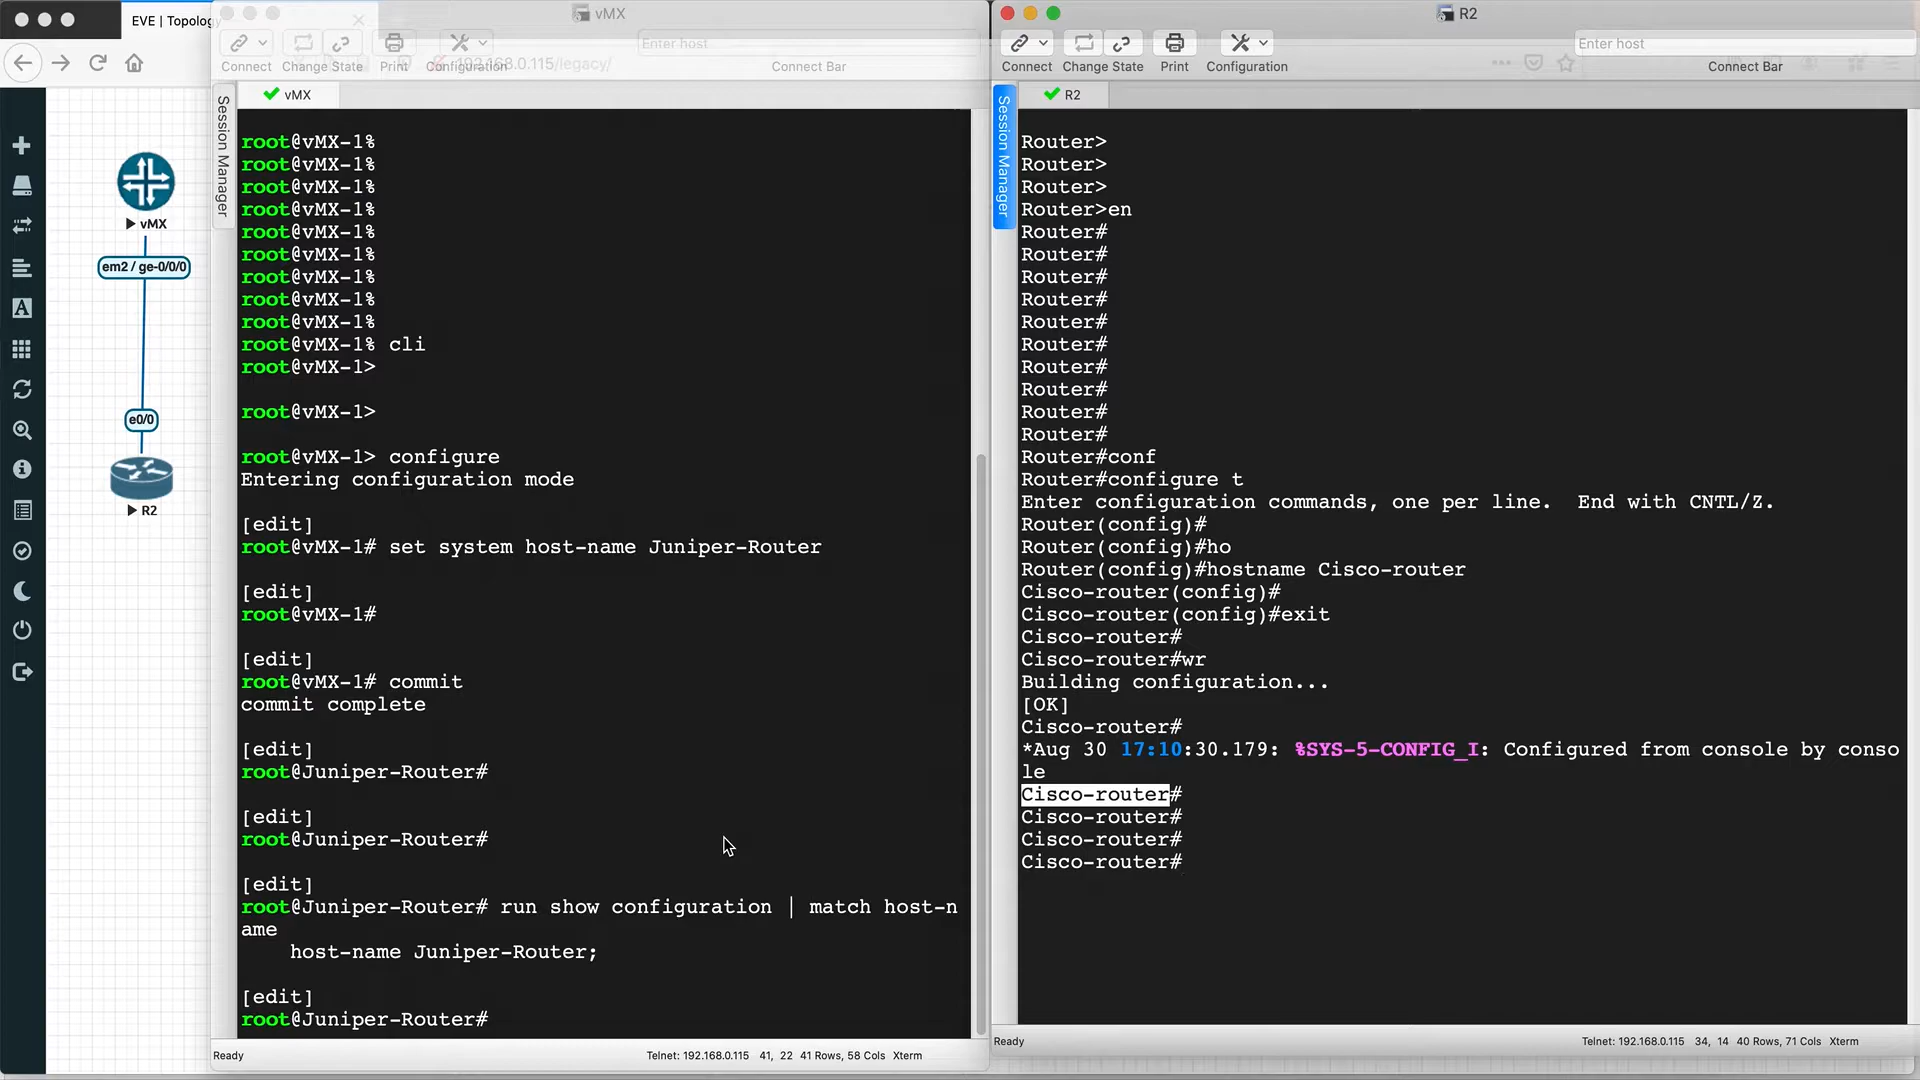 EVE | Topolog
192.168.0.115/legacy/
vMX
Enter host
Connect
Change State
Print
Configuration
Connect Bar
vMX
Session Manager
root@vMX-1%
root@vMX-1%
root@vMX-1%
root@vMX-1%
root@vMX-1%
root@vMX-1%
root@vMX-1%
root@vMX-1%
root@vMX-1%
root@vMX-1% cli
root@vMX-1>
root@vMX-1>
root@vMX-1> configure
Entering configuration mode
[edit]
root@vMX-1# set system host-name Juniper-Router
[edit]
root@vMX-1#
[edit]
root@vMX-1# commit
commit complete
[edit]
root@Juniper-Router#
[edit]
root@Juniper-Router#
[edit]
root@Juniper-Router# run show configuration | match host-n
ame
host-name Juniper-Router;
[edit]
root@Juniper-Router#
Ready
Telnet: 192.168.0.115 41, 22 41 Rows, 58 Cols Xterm
vMX
em2 / ge-0/0/0
e0/0
R2
R2
Enter host
Connect
Change State
Print
Configuration
Connect Bar
R2
Session Manager
Router>
Router>
Router>
Router>en
Router#
Router#
Router#
Router#
Router#
Router#
Router#
Router#
Router#
Router#
Router#conf
Router#configure t
Enter configuration commands, one per line.  End with CNTL/Z.
Router(config)#
Router(config)#ho
Router(config)#hostname Cisco-router
Cisco-router(config)#
Cisco-router(config)#exit
Cisco-router#
Cisco-router#wr
Building configuration...
[OK]
Cisco-router#
*Aug 30 17:10:30.179: %SYS-5-CONFIG_I: Configured from console by conso
le
Cisco-router#
Cisco-router#
Cisco-router#
Cisco-router#
Ready
Telnet: 192.168.0.115 34, 14 40 Rows, 71 Cols Xterm